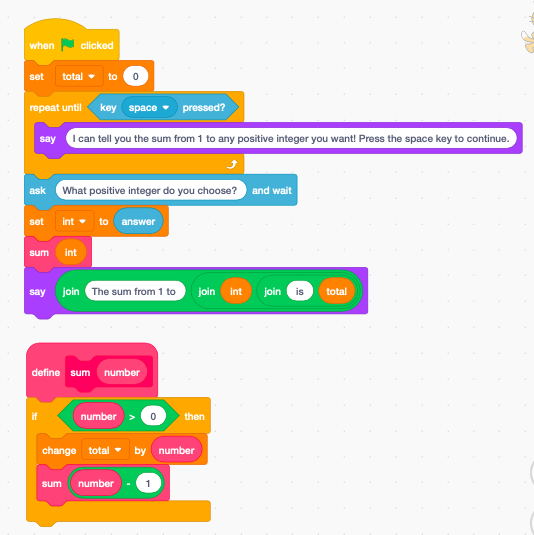 when clicked
set total to 0
repeat until key space pressed?
say I can tell you the sum from 1 to any positive integer you want! Press the space key to continue.
ask What positive integer do you choose? and wait
set int to answer
sum int
say join The sum from 1 to join int join is total
define sum number
if number > 0 then
change total by number
sum number - 1